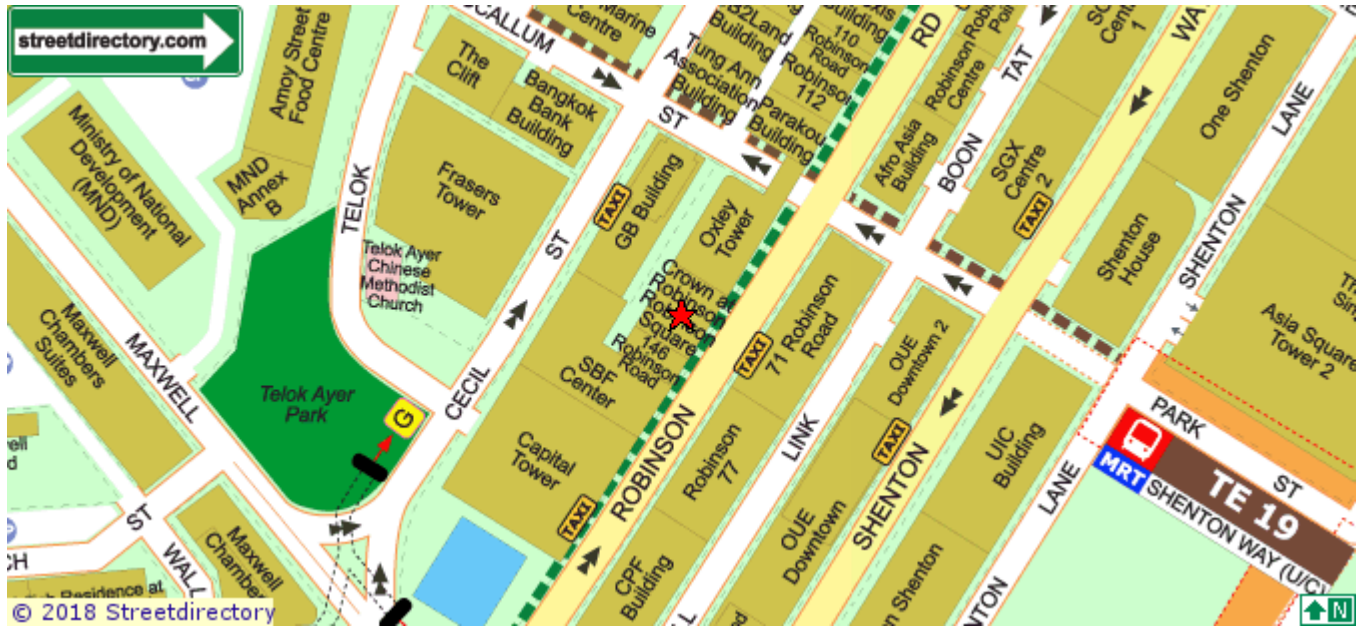 streetdirectory.com
Amoy Street
Food Centre
Ministry of National
Development
(MND)
MND
Annex
B
TELOK
The
Clift
Bangkok
Bank
Building
Frasers
Tower
Telok Ayer
Chinese
Methodist
Church
Marine
Centre
ST
Building
Tung Ann
Association
Building
110
Robinson
Road
Robinson
112
Parakou
Building
RD
Robinson
Centre
Afro Asia
Building
TAT
BOON
SGX
Centre
2
TAXI
Centre
1
One Shenton
LANE
SHENTON
Shenton
House
Asia Square
Tower 2
GB Building
TAXI
Oxley
Tower
Crown at
Robinson
Robinson
Square
146
Robinson
Road
SBF
Center
Capital
Tower
TAXI
ST
CECIL
Maxwell
Chambers
Suites
MAXWELL
Telok Ayer
Park
G
TAXI
71 Robinson
Road
OUE
Downtown 2
TAXI
ROBINSON
Robinson
77
LINK
OUE
Downtown
SHENTON
UIC
Building
LANE
PARK
ST
MRT
TE 19
SHENTON WAY (U/C)
CPF
Building
Shenton
ST
WALL
Maxwell
Residence at
© 2018 Streetdirectory
N